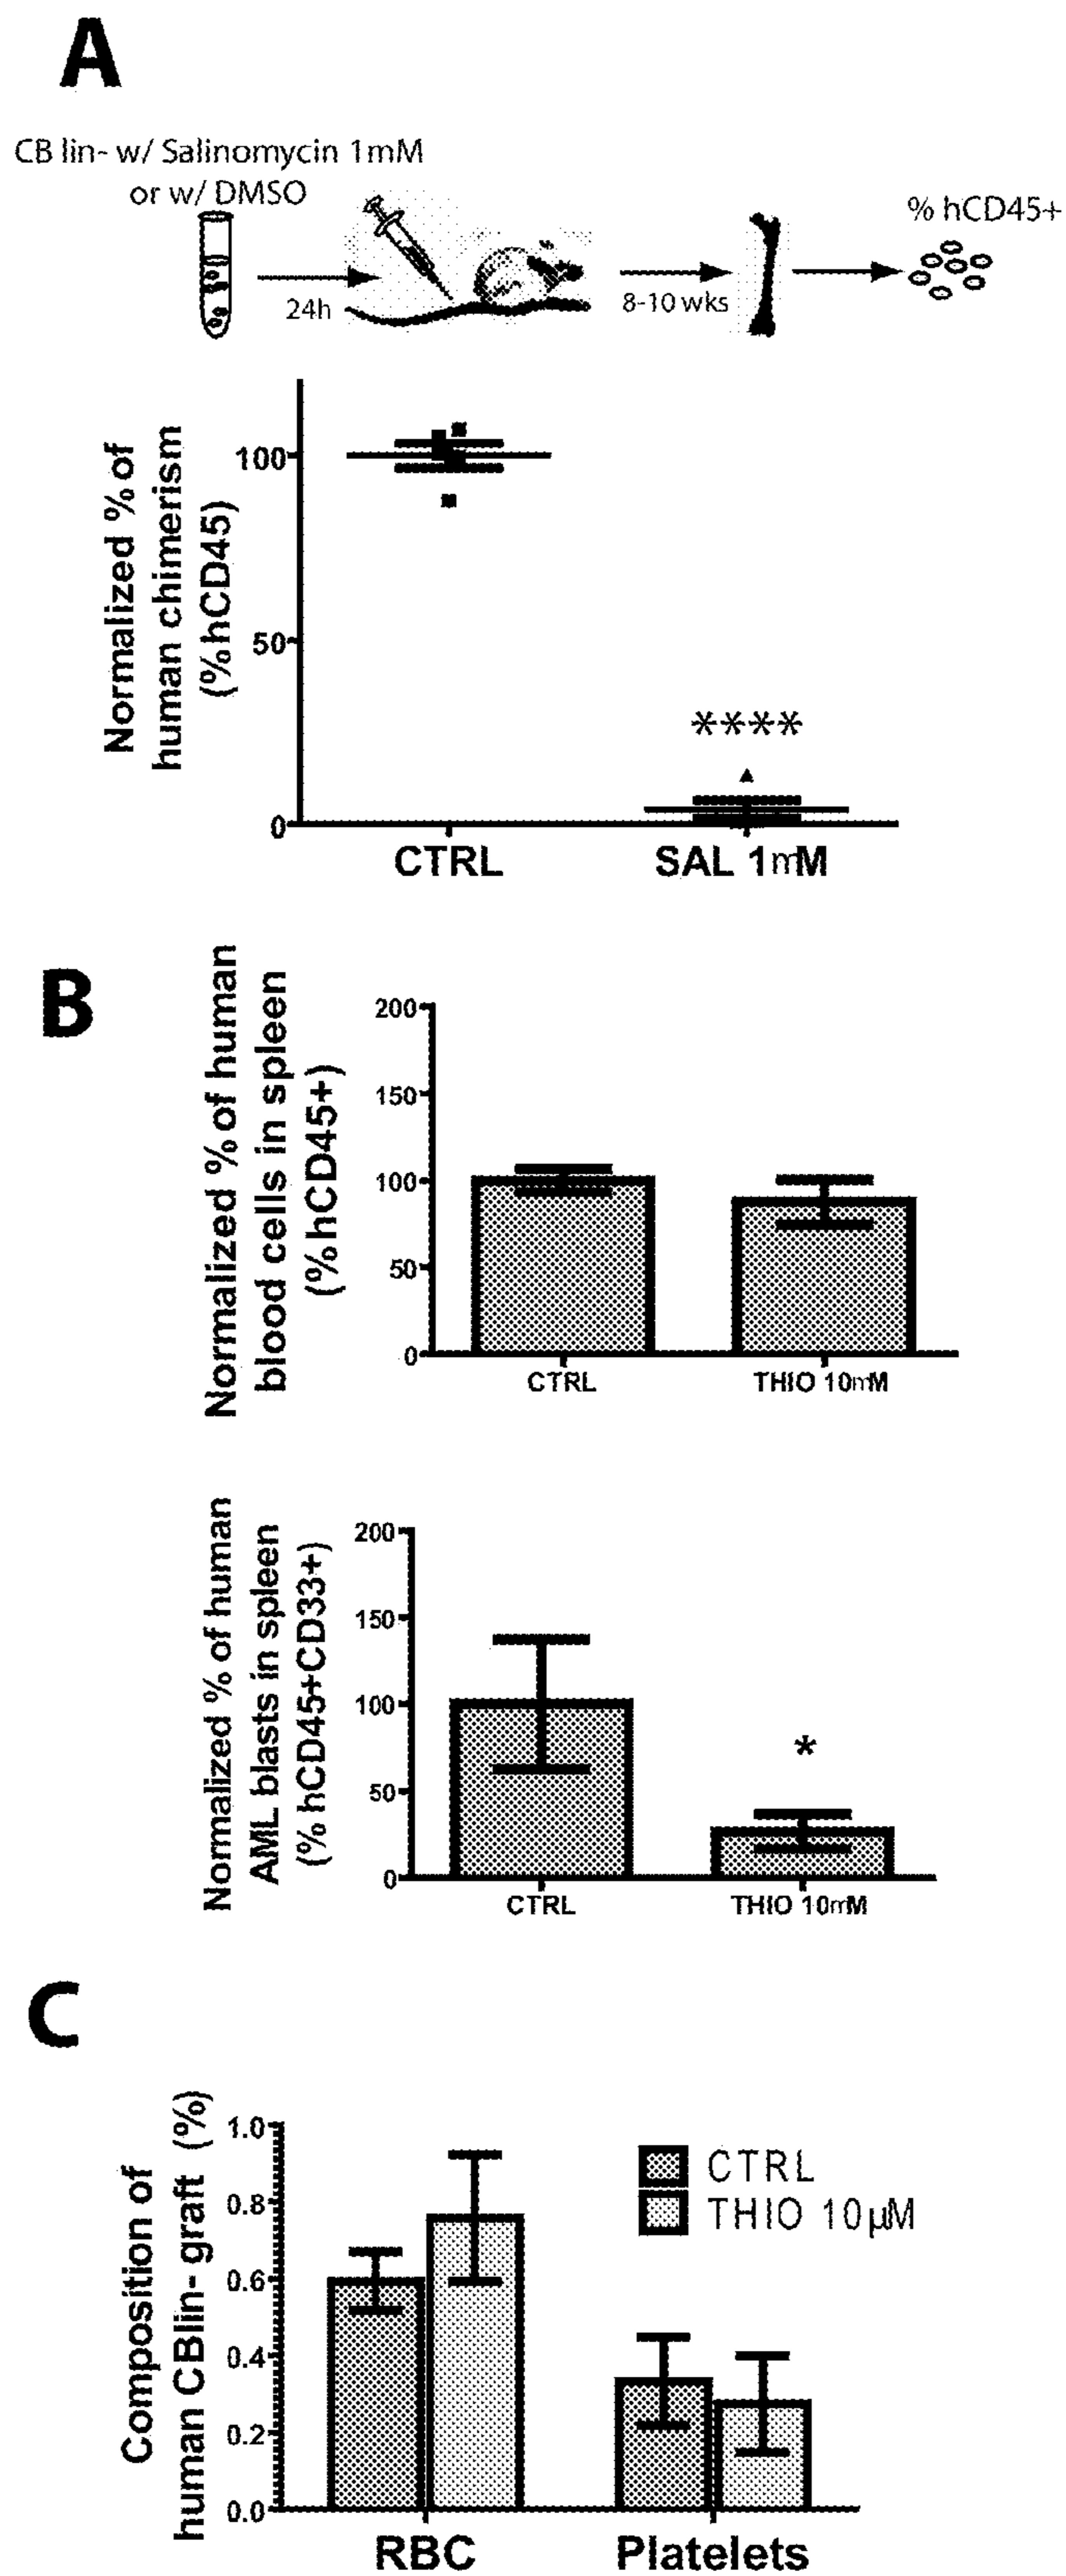 A
CB lin- w/ Salinomycin 1mM
or w/ DMSO
24h
8-10 wks
% hCD45+
Normalized % of
human chimerism
(%hCD45)
100
50
0
****
CTRL
SAL 1mM
B
Normalized % of human
blood cells in spleen
(%hCD45+)
200
150
100
50
0
CTRL
THIO 10mM
Normalized % of human
AML blasts in spleen
(% hCD45+CD33+)
200
150
100
50
0
*
CTRL
THIO 10mM
C
Composition of
human CBlin- graft (%)
1.0
0.8
0.6
0.4
0.2
0.0
CTRL
THIO 10µM
RBC
Platelets